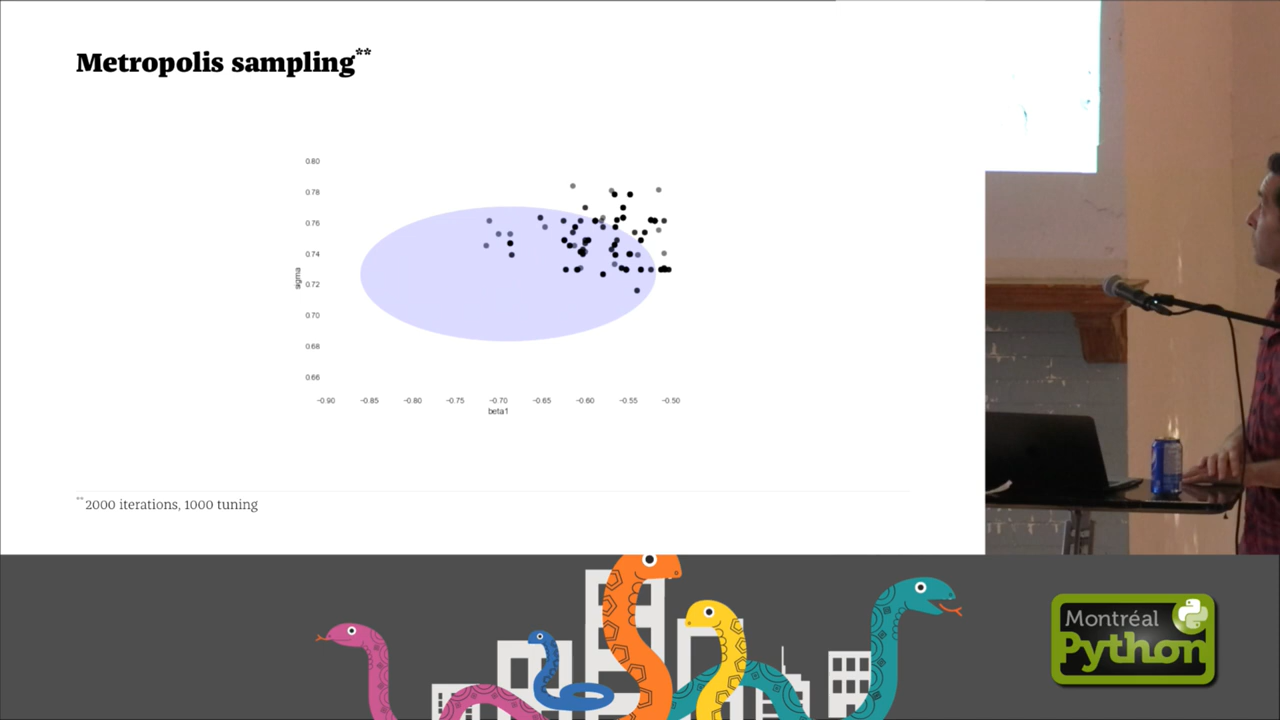 Metropolis sampling**
0.80
0.78
0.76
0.74
0.72
0.70
0.68
0.66
sigma
−0.90 −0.85 −0.80 −0.75 −0.70 −0.65 −0.60 −0.55 −0.50
beta1
**2000 iterations, 1000 tuning
Montréal
Python